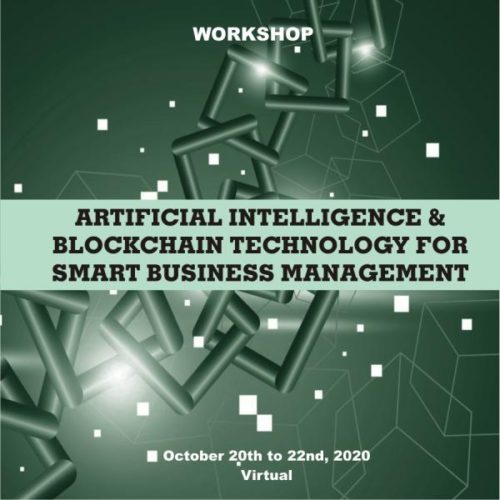 WORKSHOP
ARTIFICIAL INTELLIGENCE &
BLOCKCHAIN TECHNOLOGY FOR
SMART BUSINESS MANAGEMENT
October 20th to 22nd, 2020
Virtual